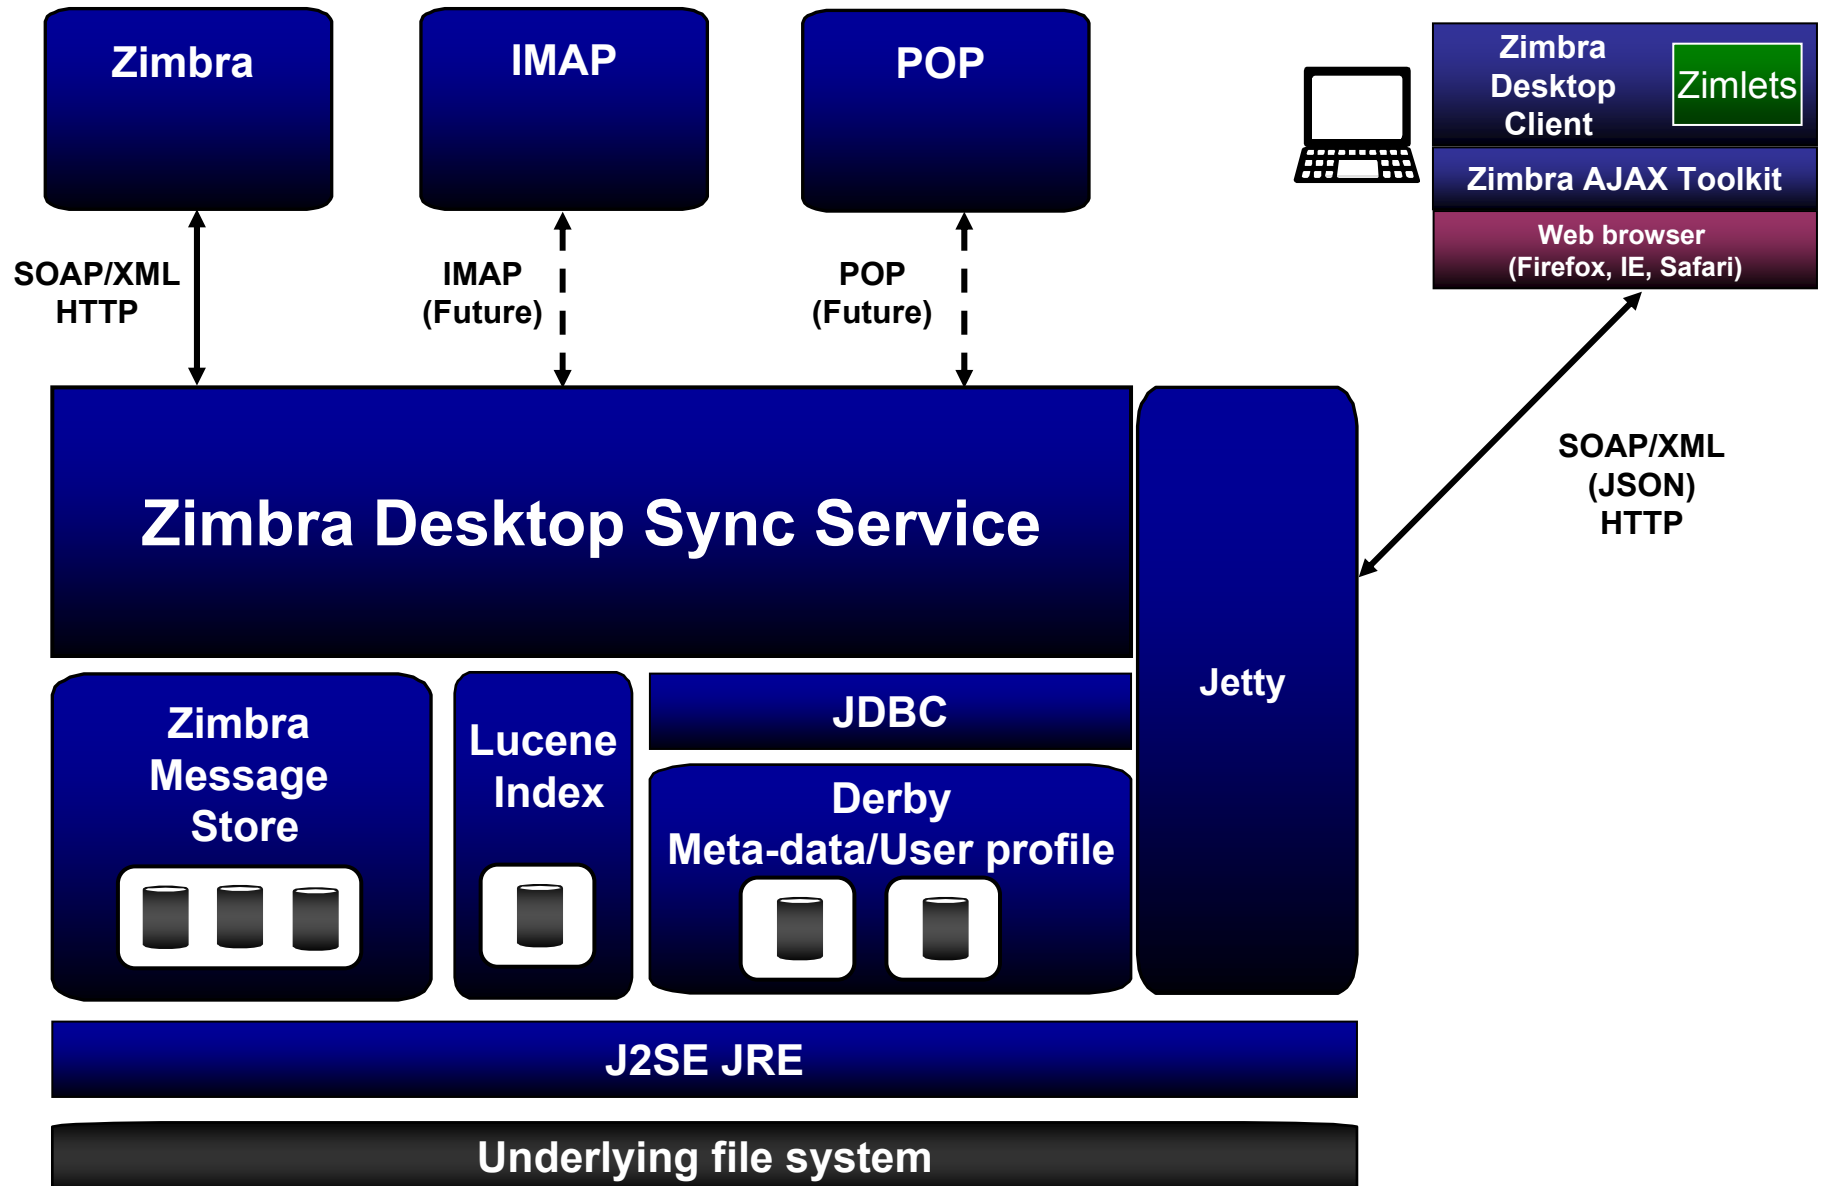 Zimbra
IMAP
POP
Zimbra
Desktop
Client
Zimlets
Zimbra AJAX Toolkit
Web browser
(Firefox, IE, Safari)
SOAP/XML
HTTP
IMAP
(Future)
POP
(Future)
SOAP/XML
(JSON)
HTTP
Zimbra Desktop Sync Service
Jetty
Zimbra
Message
Store
Lucene
Index
JDBC
Derby
Meta-data/User profile
J2SE JRE
Underlying file system